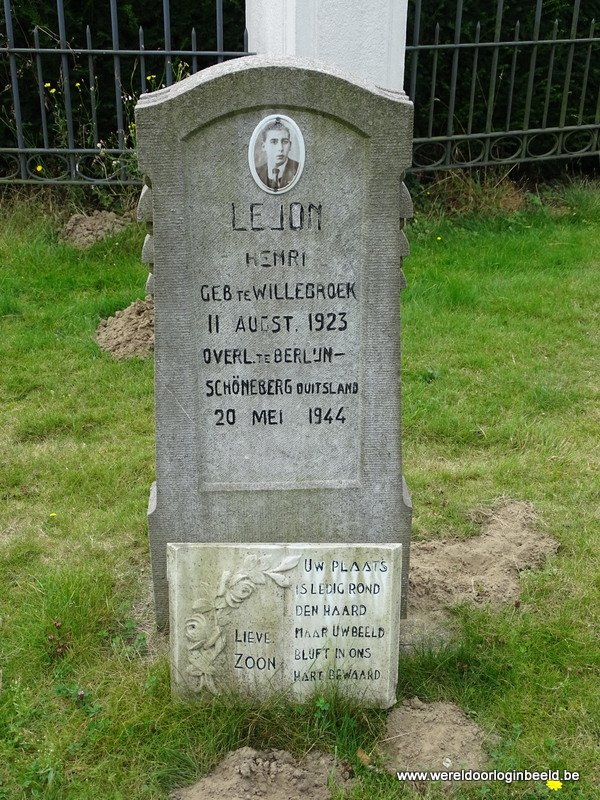 LEJON
HENRI
GEB TE WILLEBROEK
11 AUGST. 1923
OVERL. TE BERLIJN-
SCHÖNEBERG DUITSLAND
20 MEI 1944
UW PLAATS
IS LEDIG ROND
DEN HAARD
MAAR UW BEELD
BLIJFT IN ONS
HART BEWAARD
LIEVE
ZOON
www.wereldoorloginbeeld.be